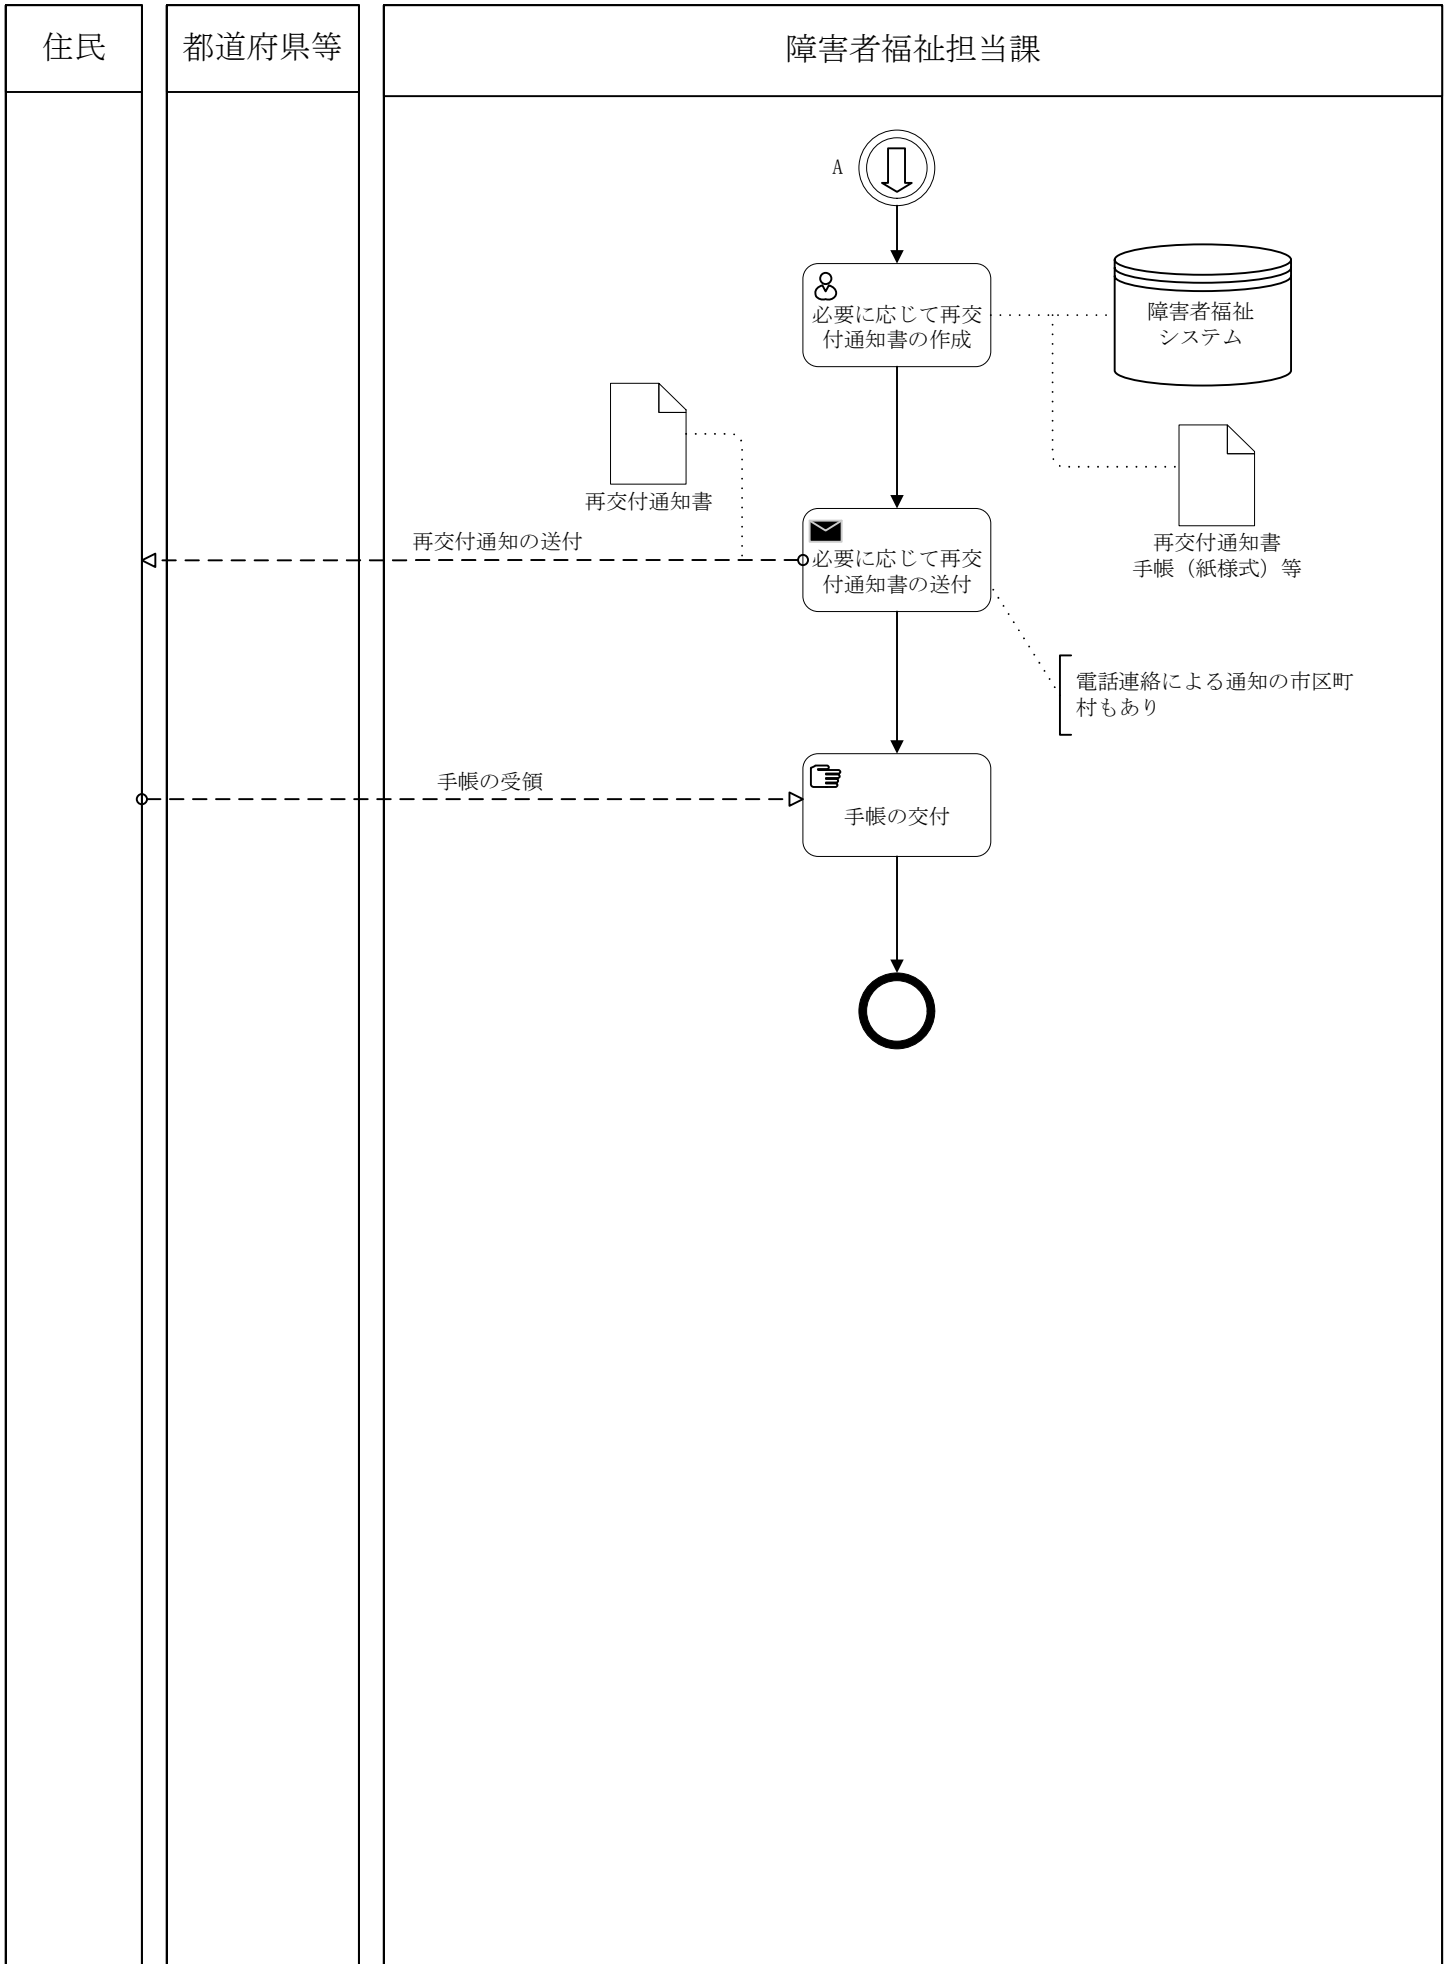 住民
都道府県等
障害者福祉担当課
A
必要に応じて再交
付通知書の作成
障害者福祉
システム
再交付通知書
再交付通知書
手帳（紙様式）等
再交付通知の送付
必要に応じて再交
付通知書の送付
電話連絡による通知の市区町
村もあり
手帳の受領
手帳の交付